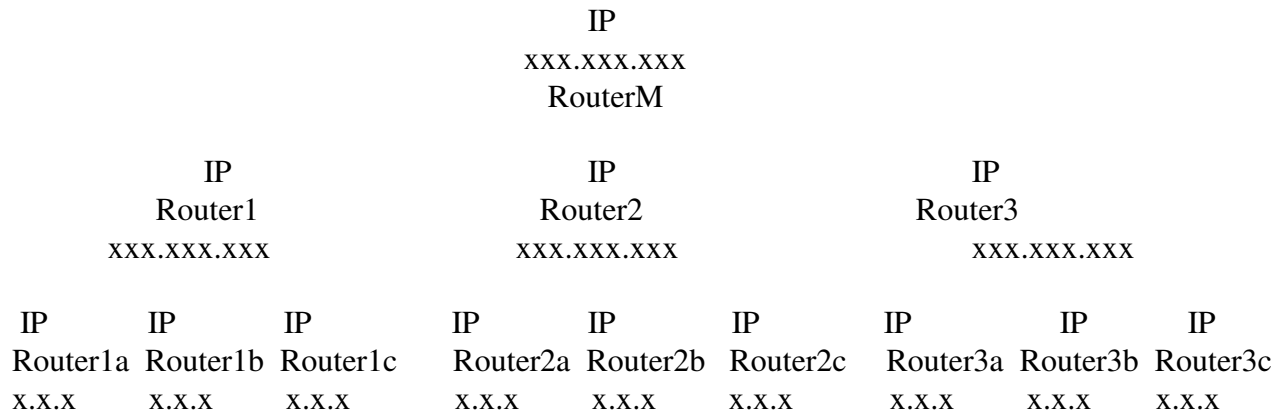 IP
xxx.xxx.xxx
RouterM
IP IP IP
Router1 Router2 Router3
xxx.xxx.xxx xxx.xxx.xxx xxx.xxx.xxx
IP IP IP IP IP IP IP IP IP
Router1a Router1b Router1c Router2a Router2b Router2c Router3a Router3b Router3c
x.x.x x.x.x x.x.x x.x.x x.x.x x.x.x x.x.x x.x.x x.x.x